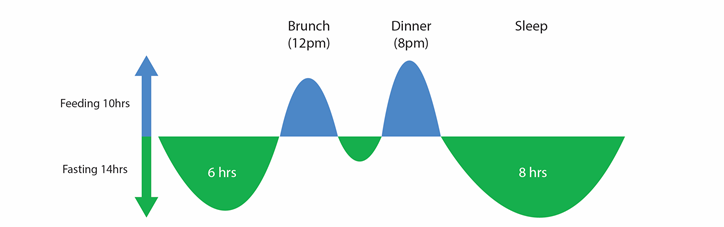 Brunch
(12pm)
Dinner
(8pm)
Sleep
Feeding 10hrs
Fasting 14hrs
6 hrs
8 hrs